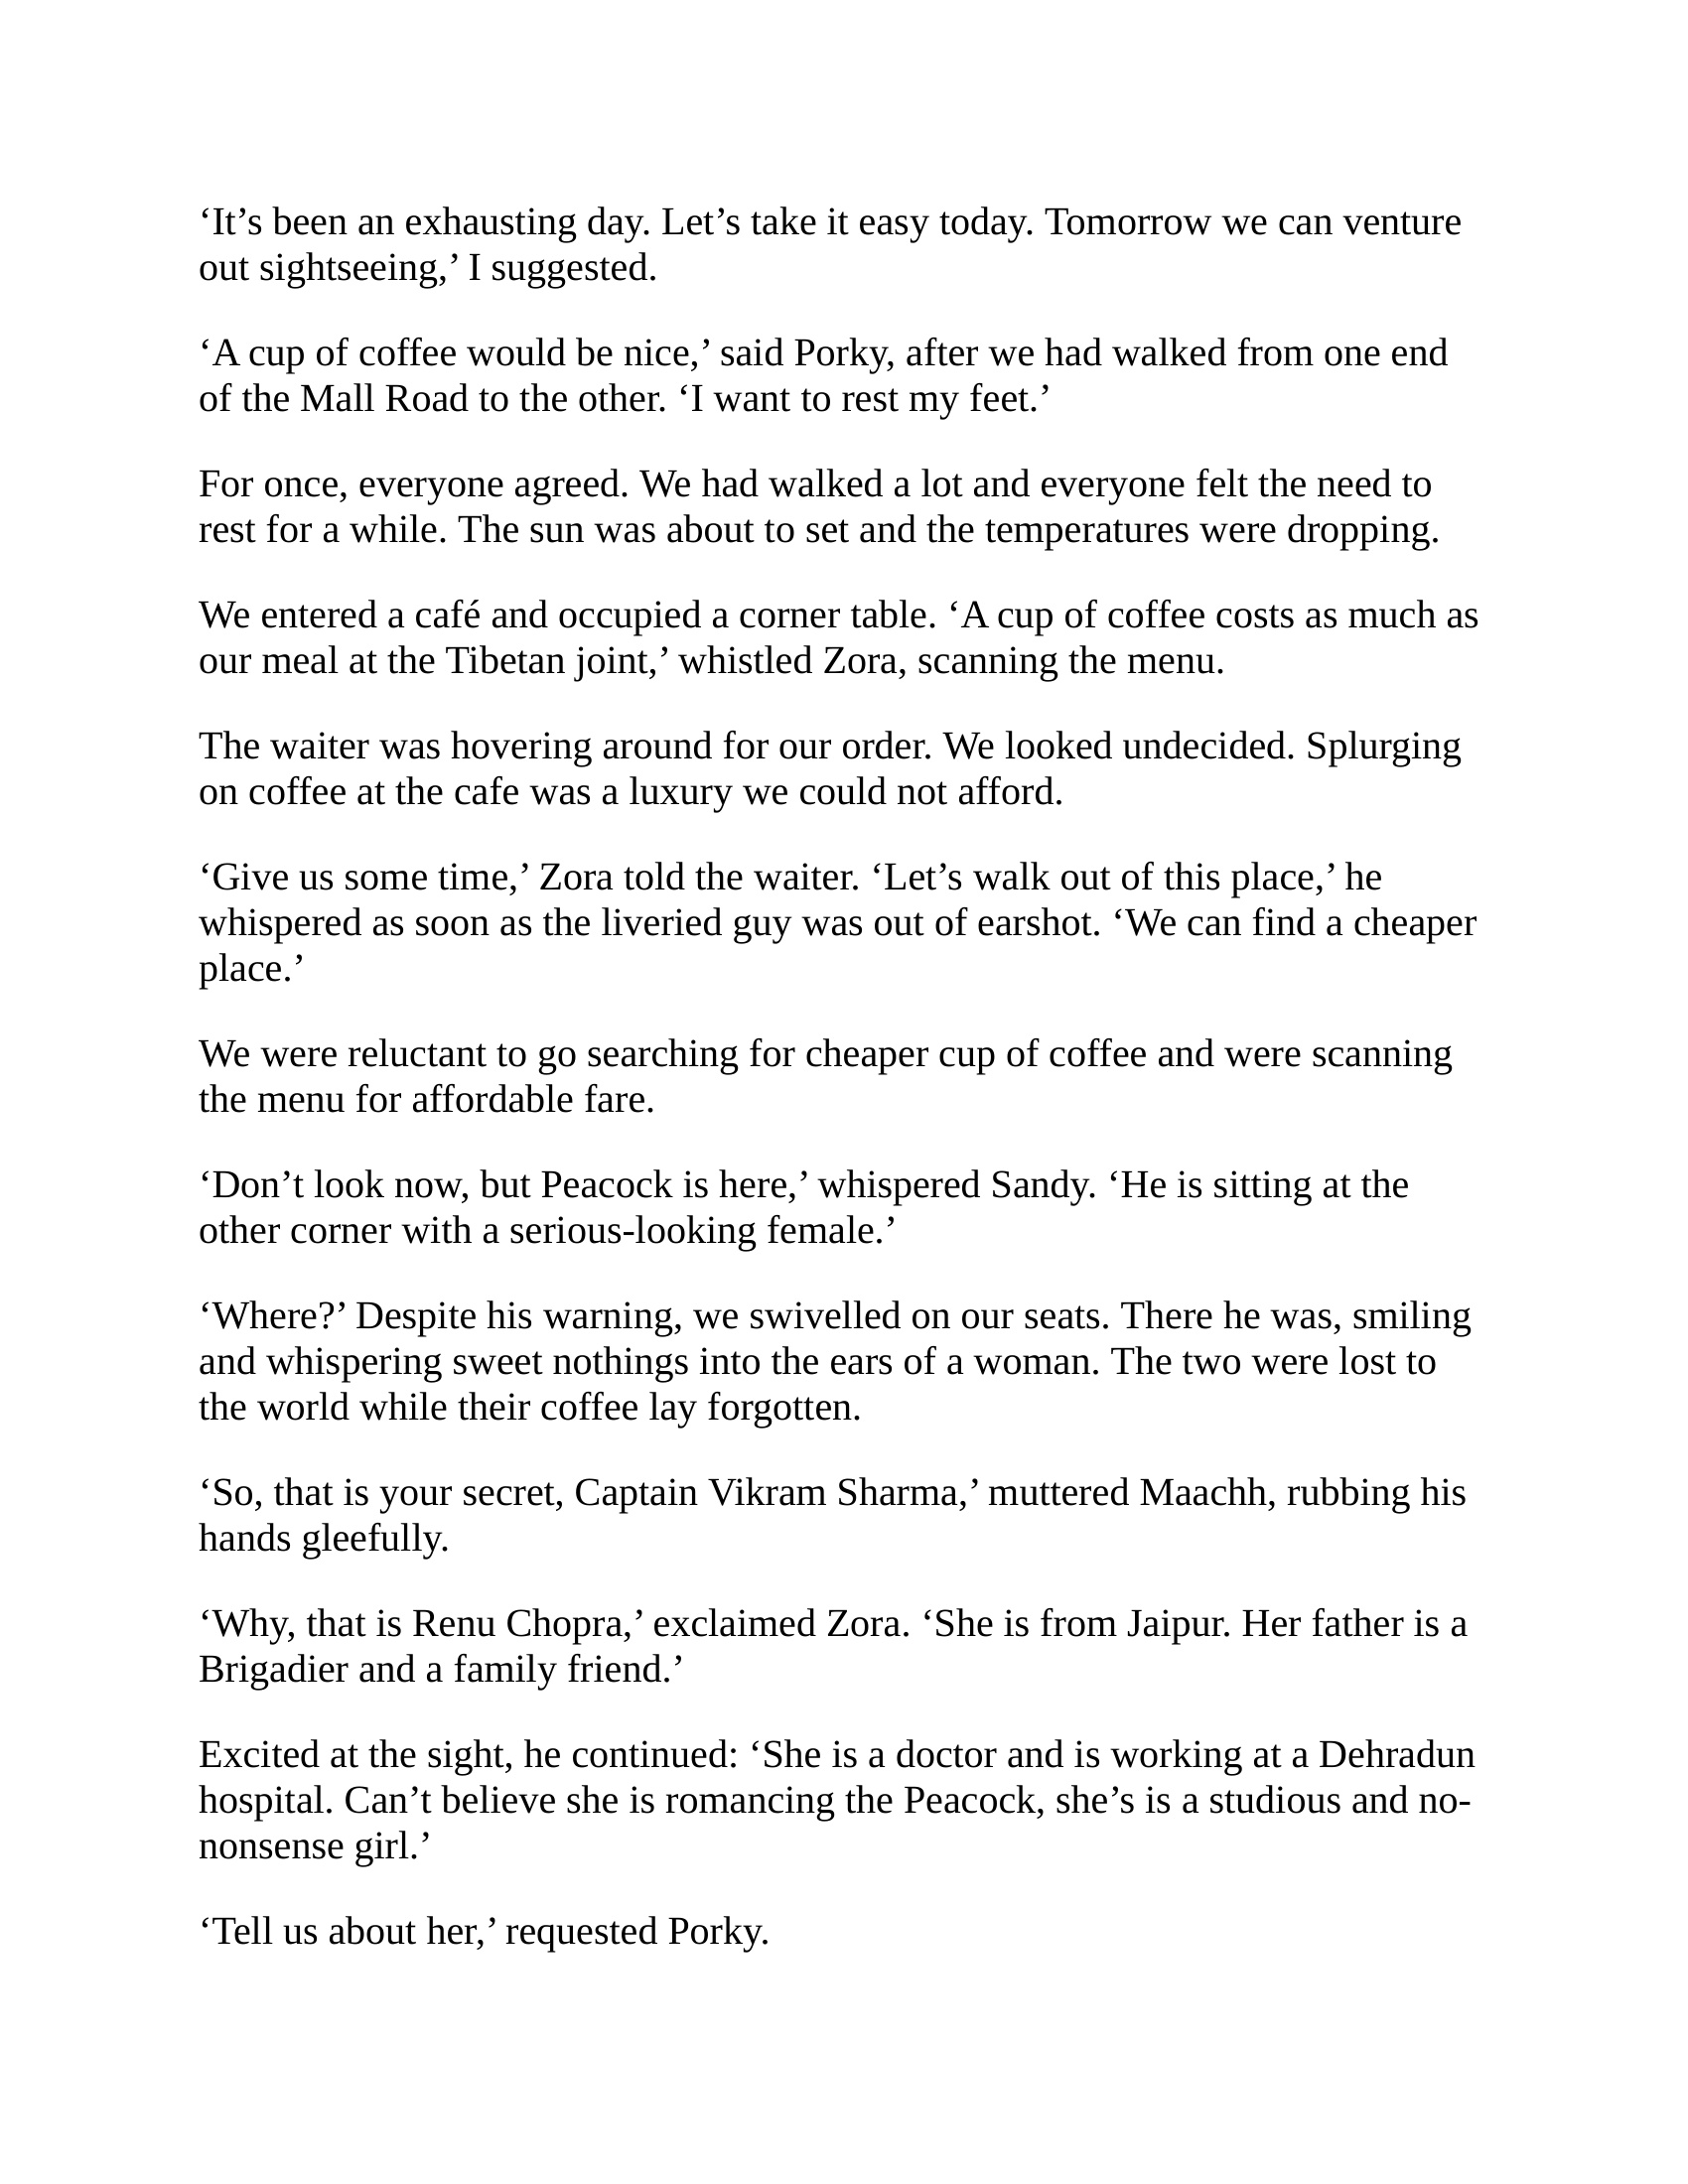 ‘It’s been an exhausting day. Let’s take it easy today. Tomorrow we can venture
out sightseeing,’ I suggested.
‘A cup of coffee would be nice,’ said Porky, after we had walked from one end
of the Mall Road to the other. ‘I want to rest my feet.’
For once, everyone agreed. We had walked a lot and everyone felt the need to
rest for a while. The sun was about to set and the temperatures were dropping.
We entered a café and occupied a corner table. ‘A cup of coffee costs as much as
our meal at the Tibetan joint,’ whistled Zora, scanning the menu.
The waiter was hovering around for our order. We looked undecided. Splurging
on coffee at the cafe was a luxury we could not afford.
‘Give us some time,’ Zora told the waiter. ‘Let’s walk out of this place,’ he
whispered as soon as the liveried guy was out of earshot. ‘We can find a cheaper
place.’
We were reluctant to go searching for cheaper cup of coffee and were scanning
the menu for affordable fare.
‘Don’t look now, but Peacock is here,’ whispered Sandy. ‘He is sitting at the
other corner with a serious-looking female.’
‘Where?’ Despite his warning, we swivelled on our seats. There he was, smiling
and whispering sweet nothings into the ears of a woman. The two were lost to
the world while their coffee lay forgotten.
‘So, that is your secret, Captain Vikram Sharma,’ muttered Maachh, rubbing his
hands gleefully.
‘Why, that is Renu Chopra,’ exclaimed Zora. ‘She is from Jaipur. Her father is a
Brigadier and a family friend.’
Excited at the sight, he continued: ‘She is a doctor and is working at a Dehradun
hospital. Can’t believe she is romancing the Peacock, she’s is a studious and no-
nonsense girl.’
‘Tell us about her,’ requested Porky.